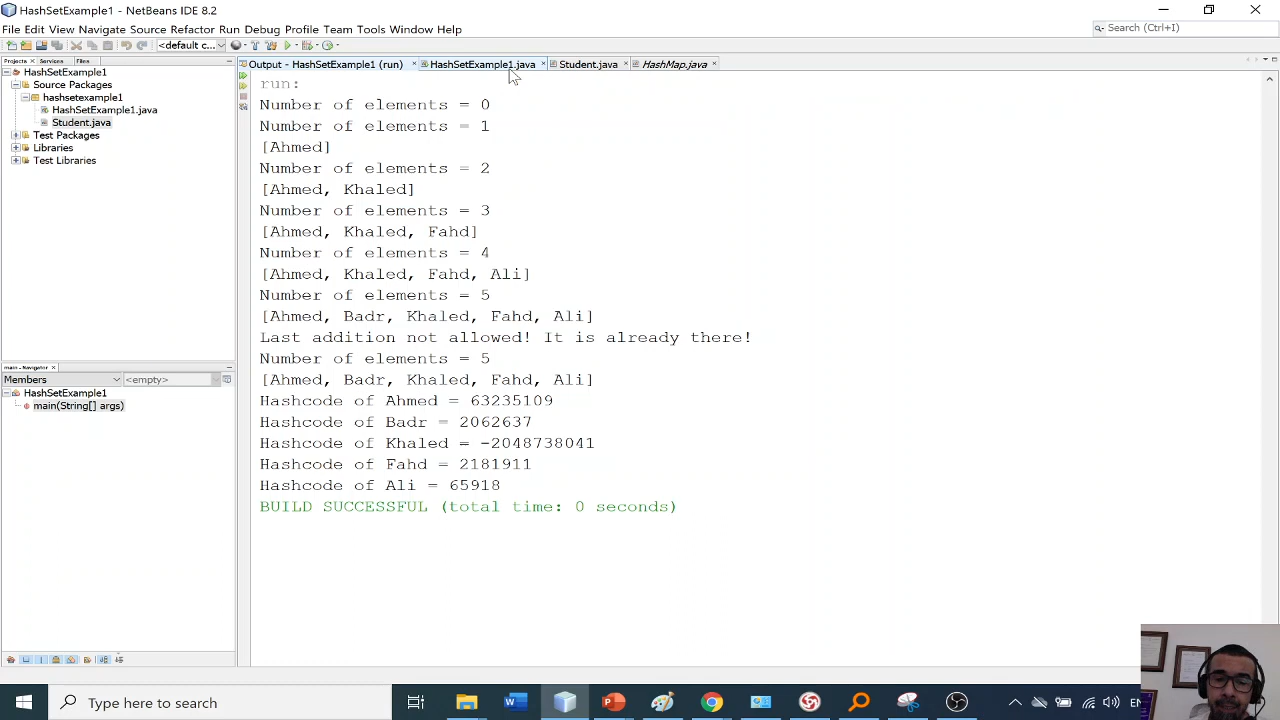 HashSetExample1 - NetBeans IDE 8.2
File Edit View Navigate Source Refactor Run Debug Profile Team Tools Window Help
Search (Ctrl+I)
<default c...
Projects × Services Files
Output - HashSetExample1 (run) × HashSetExample1.java × Student.java × HashMap.java ×
HashSetExample1
Source Packages
hashsetexample1
HashSetExample1.java
Student.java
Test Packages
Libraries
Test Libraries
run:
Number of elements = 0
Number of elements = 1
[Ahmed]
Number of elements = 2
[Ahmed, Khaled]
Number of elements = 3
[Ahmed, Khaled, Fahd]
Number of elements = 4
[Ahmed, Khaled, Fahd, Ali]
Number of elements = 5
[Ahmed, Badr, Khaled, Fahd, Ali]
Last addition not allowed! It is already there!
Number of elements = 5
[Ahmed, Badr, Khaled, Fahd, Ali]
Hashcode of Ahmed = 63235109
Hashcode of Badr = 2062637
Hashcode of Khaled = -2048738041
Hashcode of Fahd = 2181911
Hashcode of Ali = 65918
BUILD SUCCESSFUL (total time: 0 seconds)
main - Navigator ×
Members <empty>
HashSetExample1
main(String[] args)
Type here to search
EN